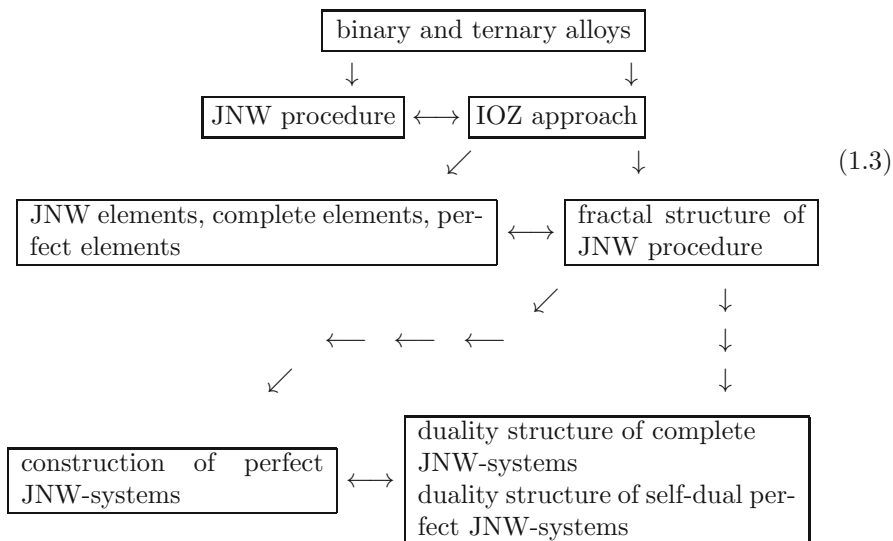 binary and ternary alloys
↓ ↓
JNW procedure ⟷ IOZ approach
↙ ↓
(1.3)
JNW elements, complete elements, per-
fect elements
⟷
fractal structure of
JNW procedure
↙ ↓
← ← ← ↓
↙ ↓
construction of perfect
JNW-systems
⟷
duality structure of complete
JNW-systems
duality structure of self-dual per-
fect JNW-systems